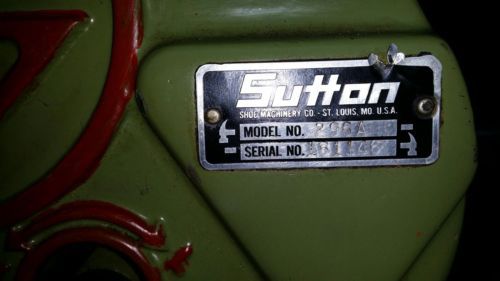 Sutton
SHOE MACHINERY CO. - ST. LOUIS, MO. U.S.A.
MODEL NO.
SERIAL NO.